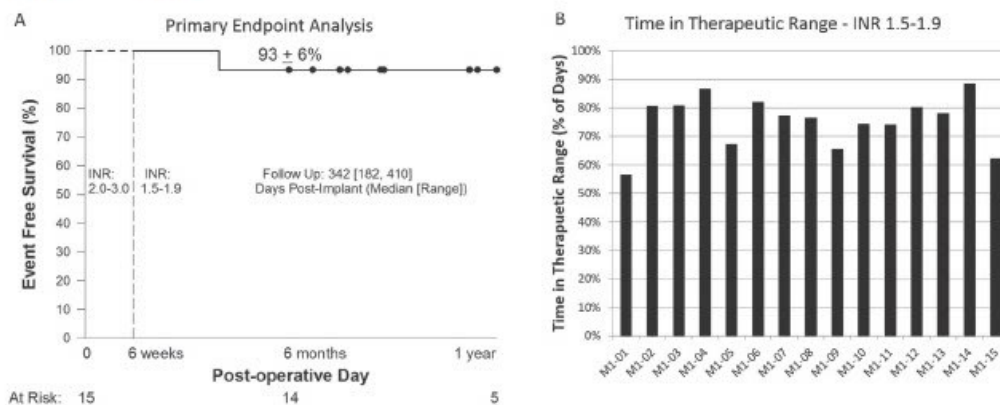 A
Primary Endpoint Analysis
Event Free Survival (%)
100
90
80
70
60
50
40
30
20
10
0
93 ± 6%
INR:
2.0-3.0
INR:
1.5-1.9
Follow Up: 342 [182, 410]
Days Post-Implant (Median [Range])
0
6 weeks
6 months
1 year
Post-operative Day
At Risk: 15 14 5
B
Time in Therapeutic Range - INR 1.5-1.9
Time in Therapuetic Range (% of Days)
100%
90%
80%
70%
60%
50%
40%
30%
20%
10%
0%
M1-01
M1-02
M1-03
M1-04
M1-05
M1-06
M1-07
M1-08
M1-09
M1-10
M1-11
M1-12
M1-13
M1-14
M1-15